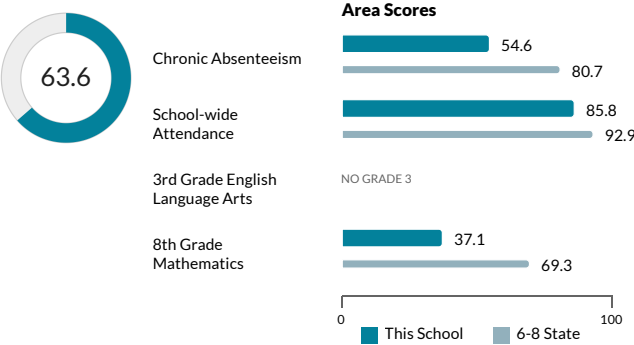 Area Scores
63.6
Chronic Absenteeism
54.6
80.7
School-wide
Attendance
85.8
92.9
3rd Grade English
Language Arts
NO GRADE 3
8th Grade
Mathematics
37.1
69.3
0
100
This School
6-8 State